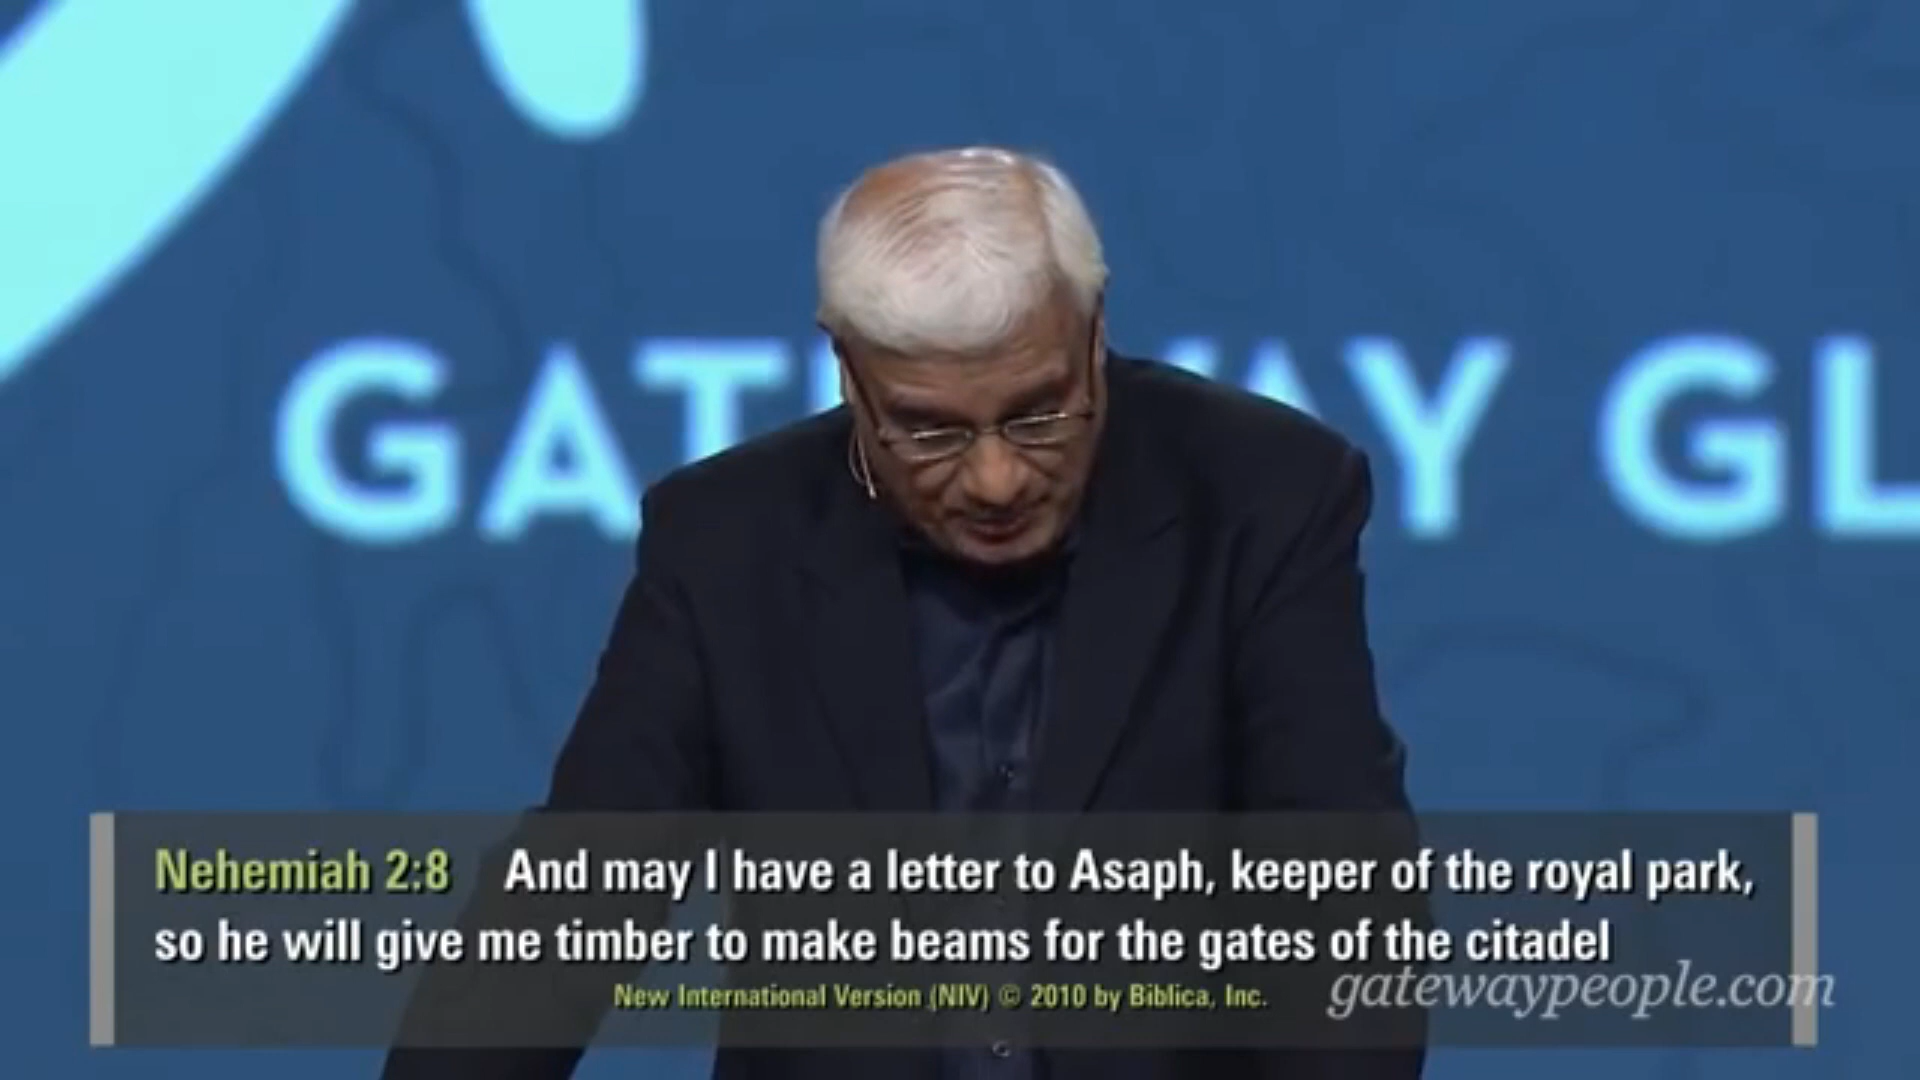 GAT WAY GL
Nehemiah 2:8 And may I have a letter to Asaph, keeper of the royal park,
so he will give me timber to make beams for the gates of the citadel
New International Version (NIV) © 2010 by Biblica, Inc.
gatewaypeople.com